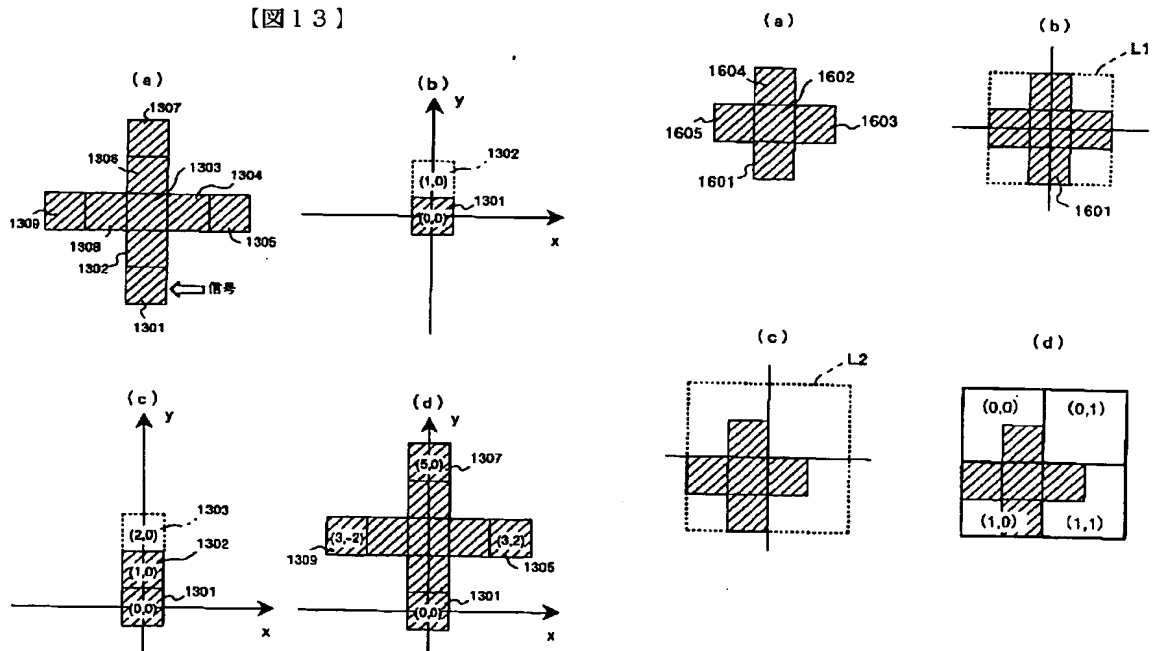 【図１３】
(a)
1307
1306
1303
1304
1309
1308
1305
1302
信号
1301
(b)
y
1302
(1,0)
1301
(0,0)
x
(c)
y
1303
(2,0)
1302
(1,0)
1301
(0,0)
x
(d)
y
(5,0)
1307
(3,-2)
(3,2)
1309
1305
1301
(0,0)
x
(a)
1604
1602
1605
1603
1601
(b)
L1
1601
(c)
L2
(d)
(0,0)
(0,1)
(1,0)
(1,1)